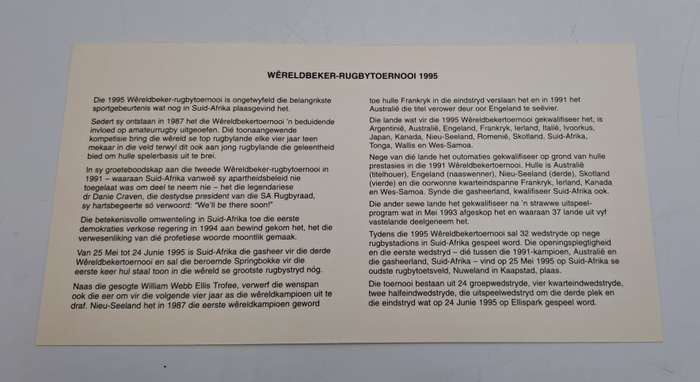 WÊRELDBEKER-RUGBYTOERNOOI 1995
Die 1995 Wêreldbeker-rugbytoernooi is ongetwyfeld die belangrikste
sportgebeurtenis wat nog in Suid-Afrika plaasgevind het.
Sedert sy ontstaan in 1987 het die Wêreldbekertoernooi 'n beduidende
invloed op amateurrugby uitgeoefen. Dié toonaangewende
kompetisie bring die wêreld se top rugbylande elke vier jaar teen
mekaar in die veld terwyl dit ook aan jong rugbylande die geleentheid
bied om hulle spelerbasis uit te brei.
In sy groeteboodskap aan die tweede Wêreldbeker-rugbytoernooi in
1991 – waaraan Suid-Afrika vanweë sy apartheidsbeleid nie
toegelaat was om deel te neem nie – het die legendariese
dr Danie Craven, die destydse president van die SA Rugbyraad,
sy hartsbegeerte só verwoord: "We'll be there soon!"
Die betekenisvolle omwenteling in Suid-Afrika toe die eerste
demokraties verkose regering in 1994 aan bewind gekom het, het die
verwesenliking van dié profetiese woorde moontlik gemaak.
Van 25 Mei tot 24 Junie 1995 is Suid-Afrika die gasheer vir die derde
Wêreldbekertoernooi en sal die beroemde Springbokke vir die
eerste keer hul staal toon in die wêreld se grootste rugbystryd nóg.
Naas die gesogte William Webb Ellis Trofee, verwerf die wenspan
ook die eer om vir die volgende vier jaar as die wêreldkampioen uit te
draf. Nieu-Seeland het in 1987 die eerste wêreldkampioen geword
toe hulle Frankryk in die eindstryd verslaan het en in 1991 het
Australië die titel verower deur oor Engeland te seëvier.
Die lande wat vir die 1995 Wêreldbekertoernooi gekwalifiseer het, is
Argentinië, Australië, Engeland, Frankryk, Ierland, Italië, Ivoorkus,
Japan, Kanada, Nieu-Seeland, Romenië, Skotland, Suid-Afrika,
Tonga, Wallis en Wes-Samoa.
Nege van dié lande het outomaties gekwalifiseer op grond van hulle
prestasies in die 1991 Wêreldbekertoernooi. Hulle is Australië
(titelhouer), Engeland (naaswenner), Nieu-Seeland (derde), Skotland
(vierde) en die oorwonne kwarteindspanne Frankryk, Ierland, Kanada
en Wes-Samoa. Synde die gasheerland, kwalifiseer Suid-Afrika ook.
Die ander sewe lande het gekwalifiseer na 'n strawwe uitspeel-
program wat in Mei 1993 afgeskop het en waaraan 37 lande uit vyf
vastelande deelgeneem het.
Tydens die 1995 Wêreldbekertoernooi sal 32 wedstryde op nege
rugbystadions in Suid-Afrika gespeel word. Die openingsplegtigheid
en die eerste wedstryd – dié tussen die 1991-kampioen, Australië en
die gasheerland, Suid-Afrika – vind op 25 Mei 1995 op Suid-Afrika se
oudste rugbytoetsveld, Nuweland in Kaapstad, plaas.
Die toernooi bestaan uit 24 groepwedstryde, vier kwarteindwedstryde,
twee halfeindwedstryde, die uitspeelwedstryd om die derde plek en
die eindstryd wat op 24 Junie 1995 op Ellispark gespeel word.